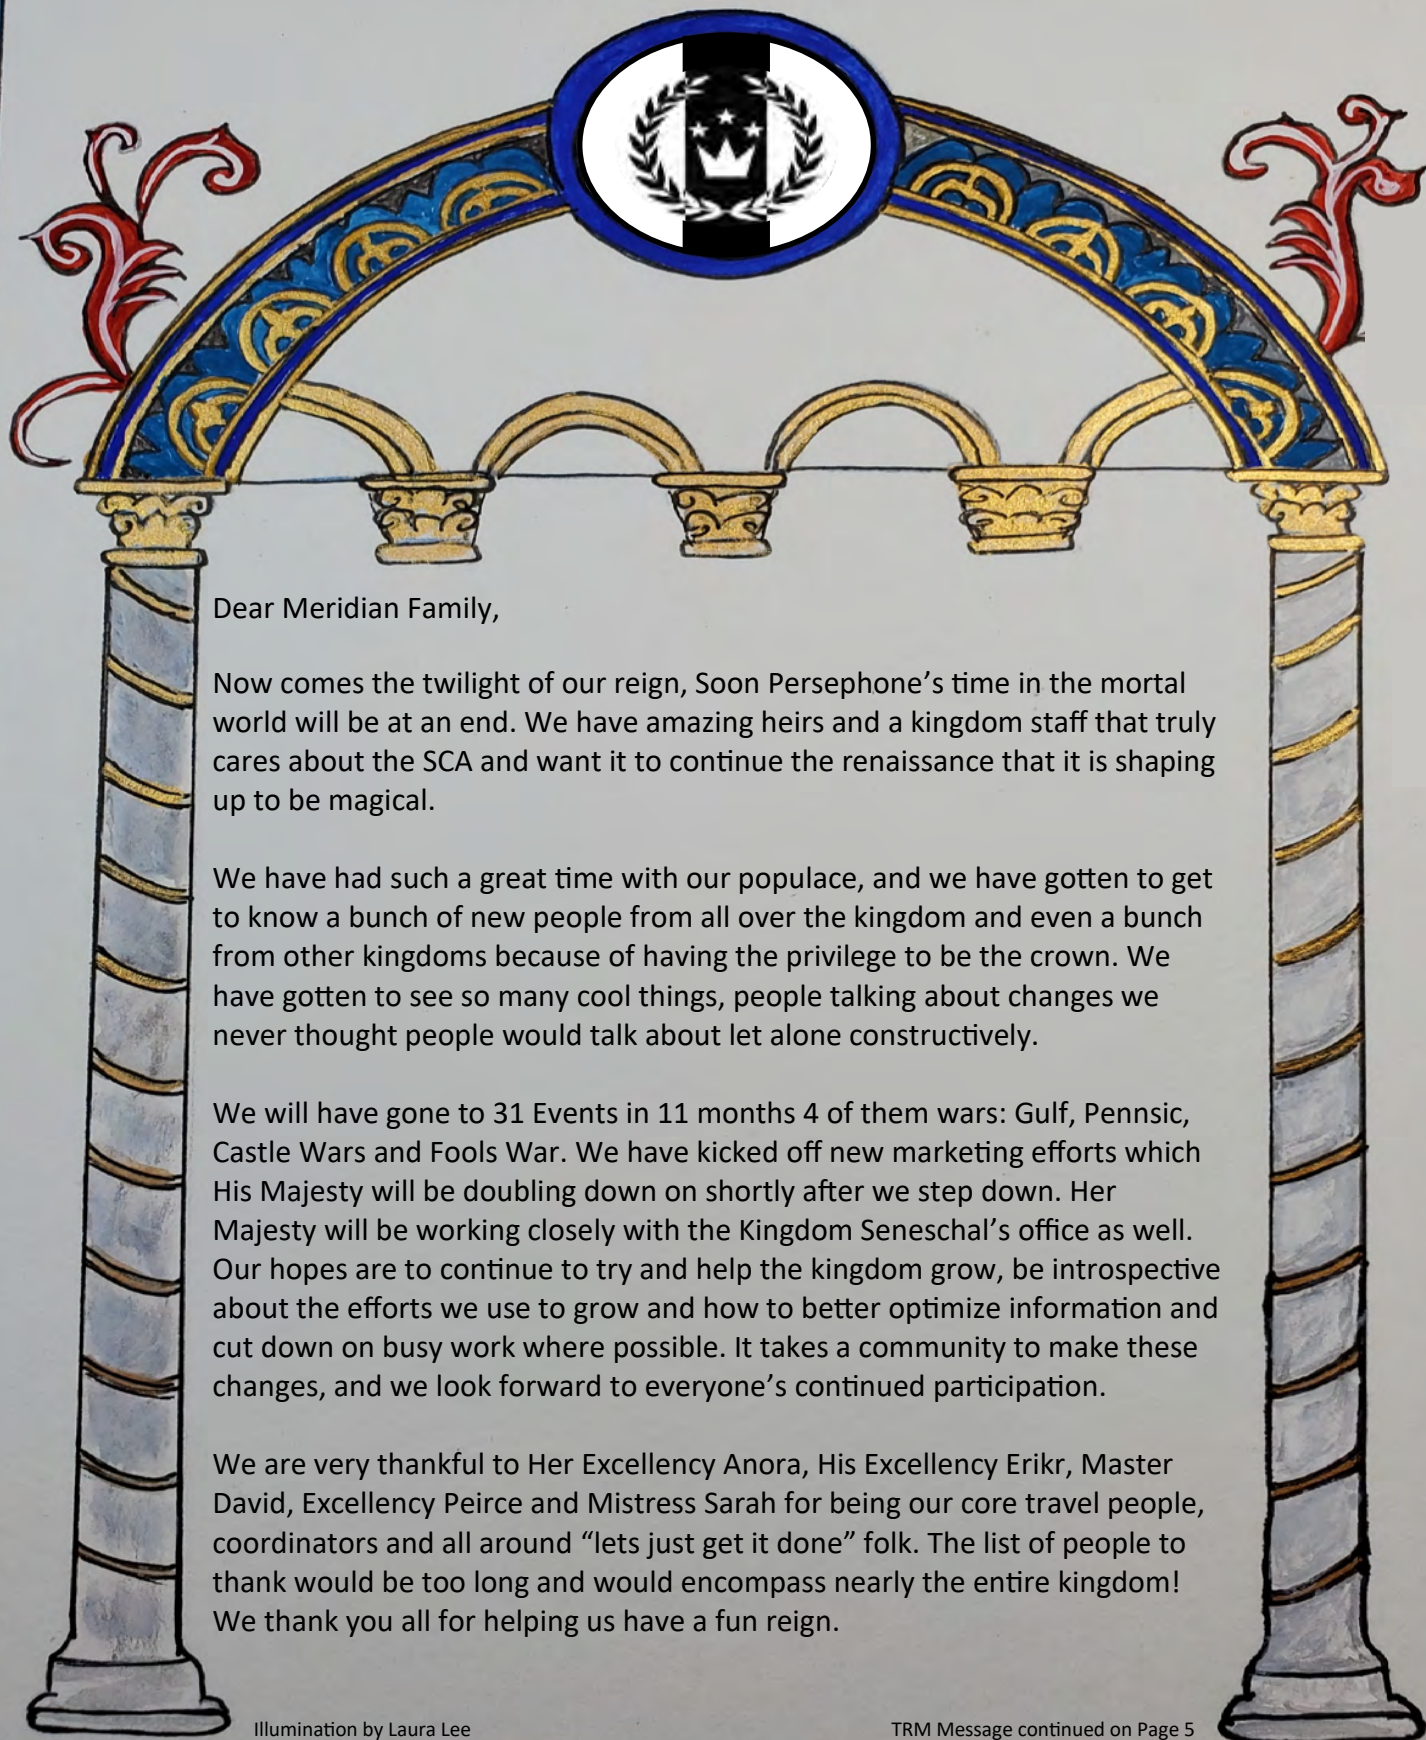 Dear Meridian Family,
Now comes the twilight of our reign, Soon Persephone’s time in the mortal
world will be at an end. We have amazing heirs and a kingdom staff that truly
cares about the SCA and want it to continue the renaissance that it is shaping
up to be magical.
We have had such a great time with our populace, and we have gotten to get
to know a bunch of new people from all over the kingdom and even a bunch
from other kingdoms because of having the privilege to be the crown. We
have gotten to see so many cool things, people talking about changes we
never thought people would talk about let alone constructively.
We will have gone to 31 Events in 11 months 4 of them wars: Gulf, Pennsic,
Castle Wars and Fools War. We have kicked off new marketing efforts which
His Majesty will be doubling down on shortly after we step down. Her
Majesty will be working closely with the Kingdom Seneschal’s office as well.
Our hopes are to continue to try and help the kingdom grow, be introspective
about the efforts we use to grow and how to better optimize information and
cut down on busy work where possible. It takes a community to make these
changes, and we look forward to everyone’s continued participation.
We are very thankful to Her Excellency Anora, His Excellency Erikr, Master
David, Excellency Peirce and Mistress Sarah for being our core travel people,
coordinators and all around “lets just get it done” folk. The list of people to
thank would be too long and would encompass nearly the entire kingdom!
We thank you all for helping us have a fun reign.
Illumination by Laura Lee
TRM Message continued on Page 5